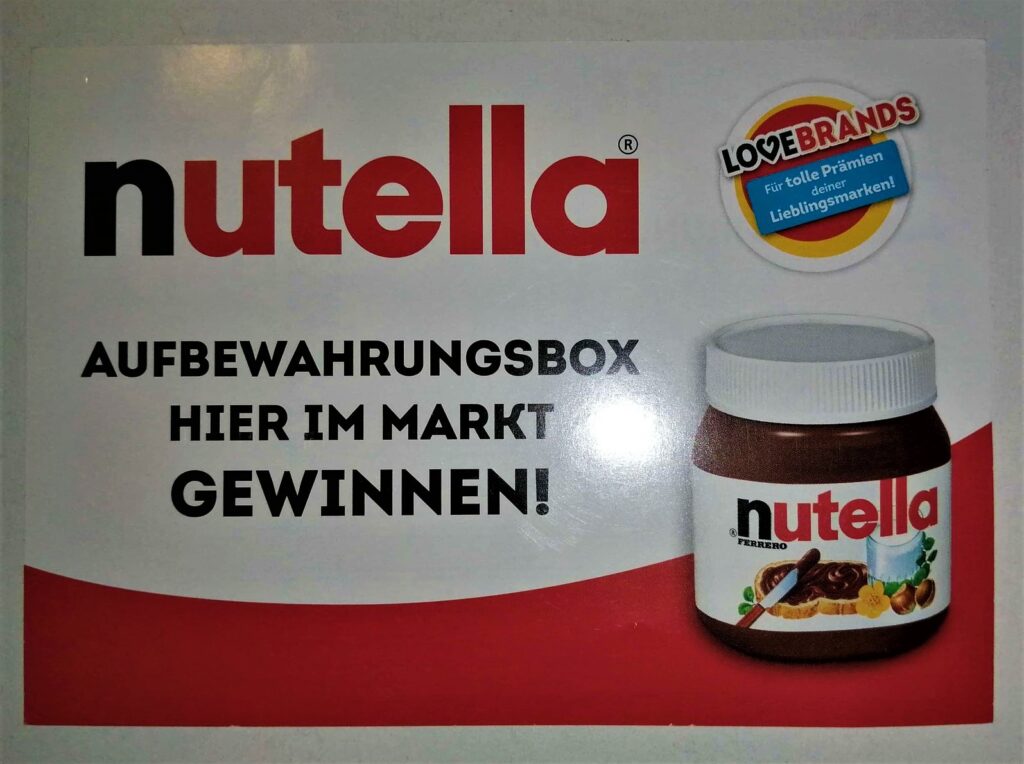 nutella®
LOVEBRANDS
Für tolle Prämien
deiner
Lieblingsmarken!
AUFBEWAHRUNGSBOX
HIER IM MARKT
GEWINNEN!
nutella
® FERRERO